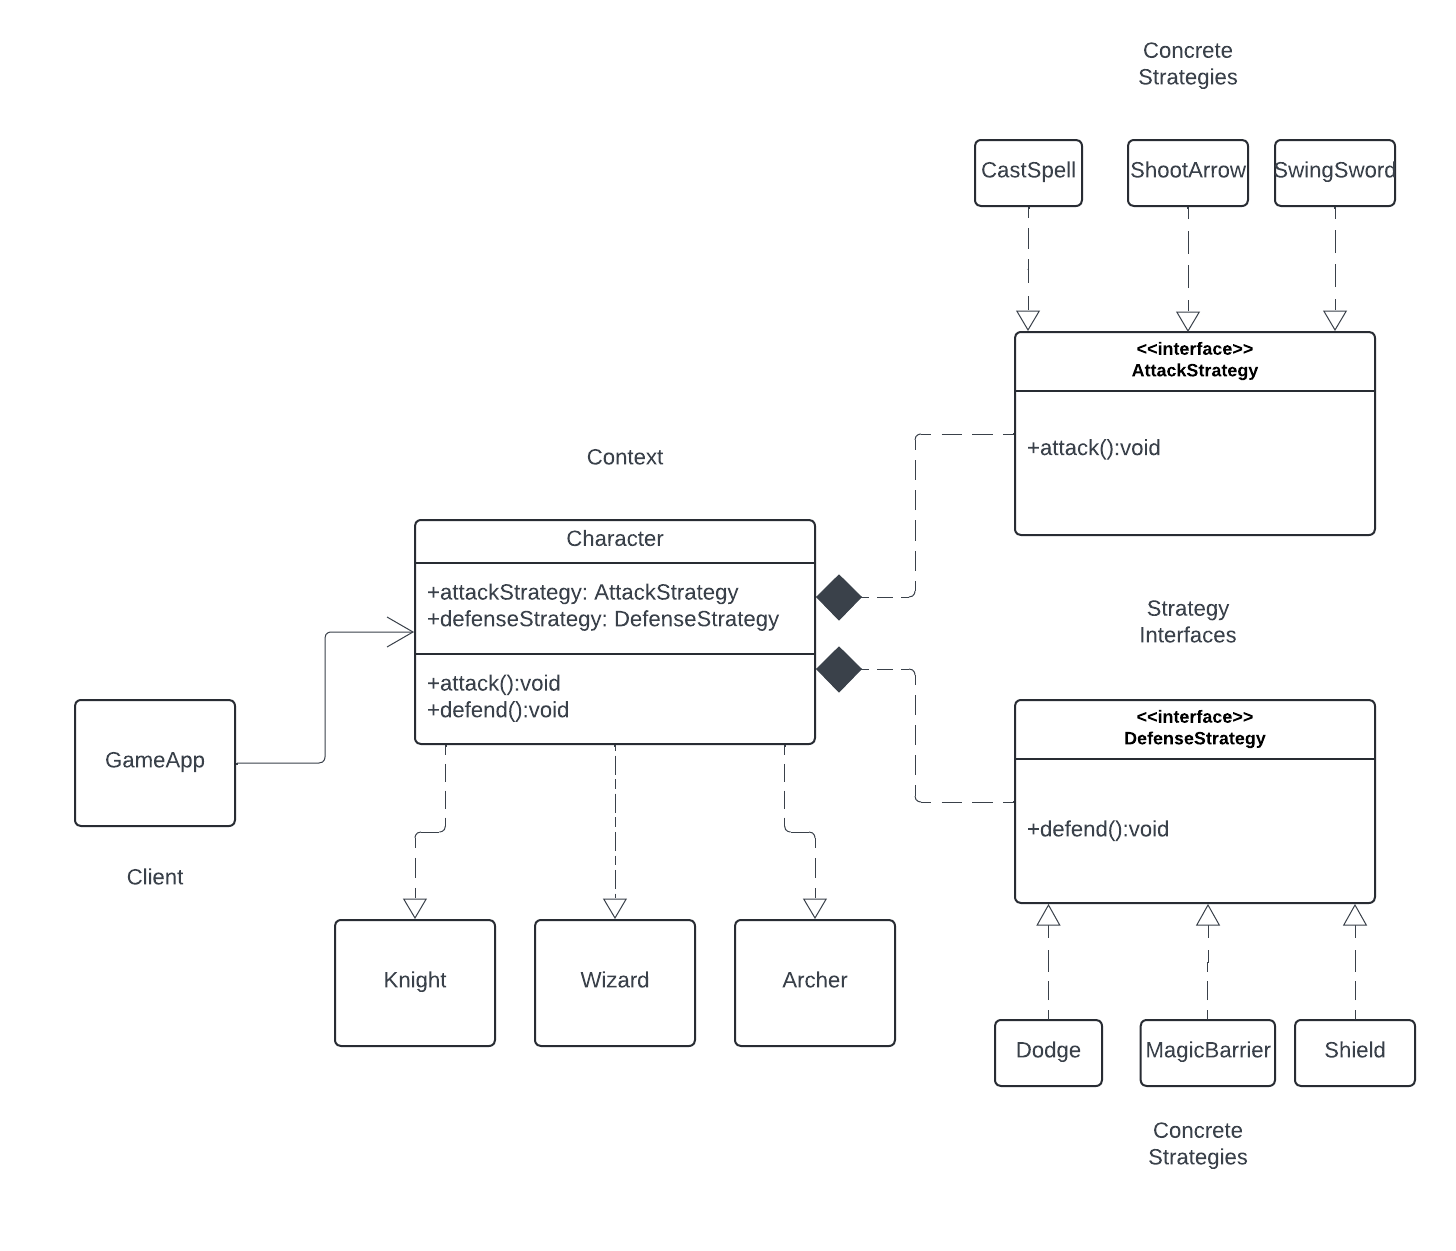 Concrete
Strategies
CastSpell
ShootArrow
SwingSword
<<interface>>
AttackStrategy
+attack():void
Context
Character
+attackStrategy: AttackStrategy
+defenseStrategy: DefenseStrategy
+attack():void
+defend():void
Strategy
Interfaces
<<interface>>
DefenseStrategy
+defend():void
GameApp
Client
Knight
Wizard
Archer
Dodge
MagicBarrier
Shield
Concrete
Strategies